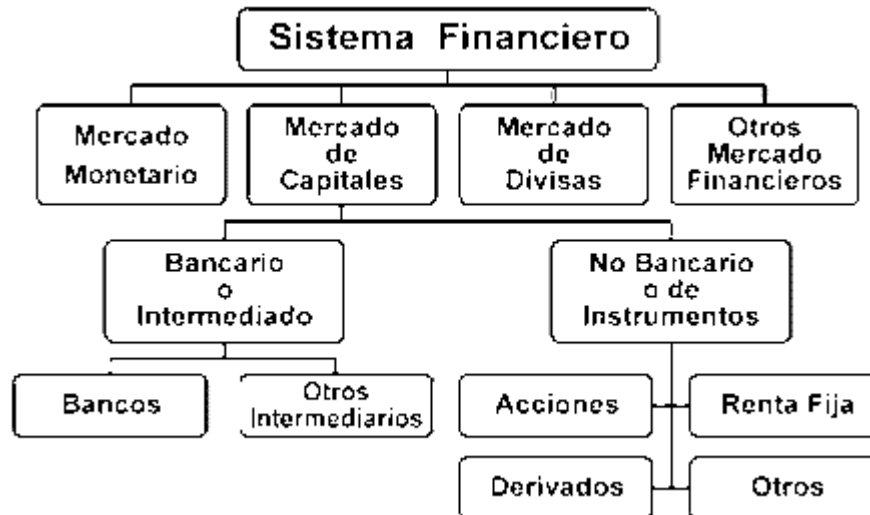 Sistema Financiero
Mercado
Monetario
Mercado
de
Capitales
Mercado
de
Divisas
Otros
Mercado
Financieros
Bancario
o
Intermediado
No Bancario
o de
Instrumentos
Bancos
Otros
Intermediarios
Acciones
Renta Fija
Derivados
Otros